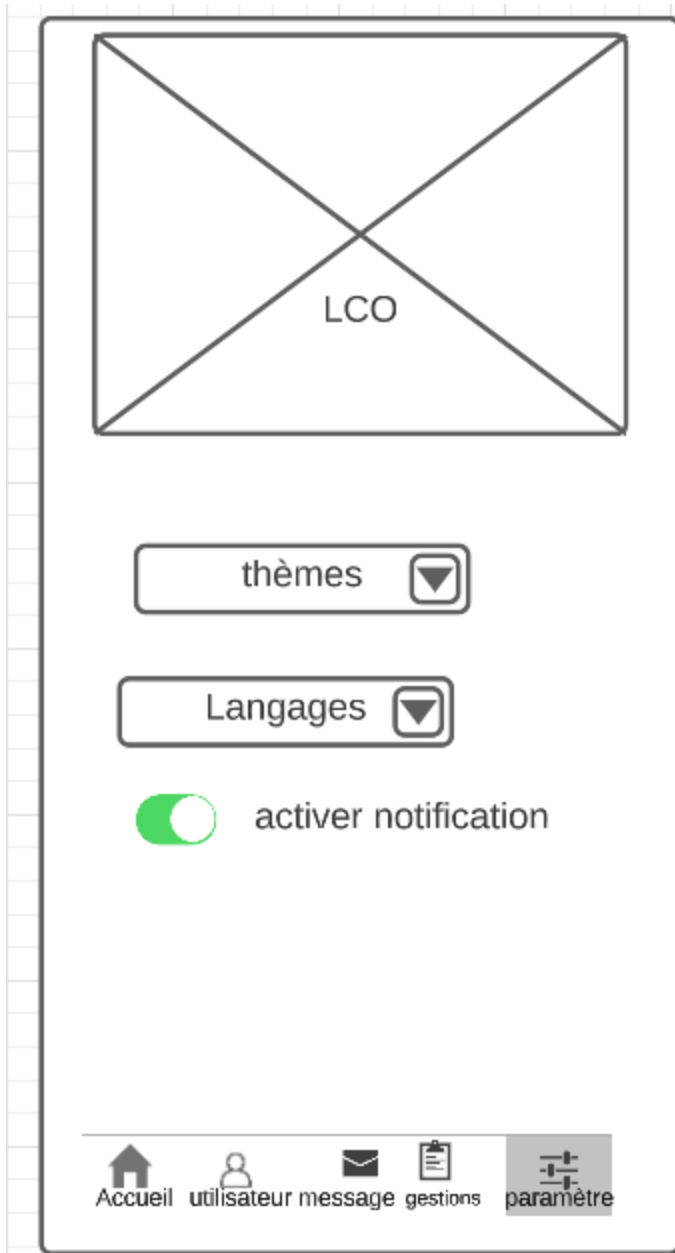 LCO
thèmes
Langages
activer notification
Accueil utilisateur message gestions paramètre